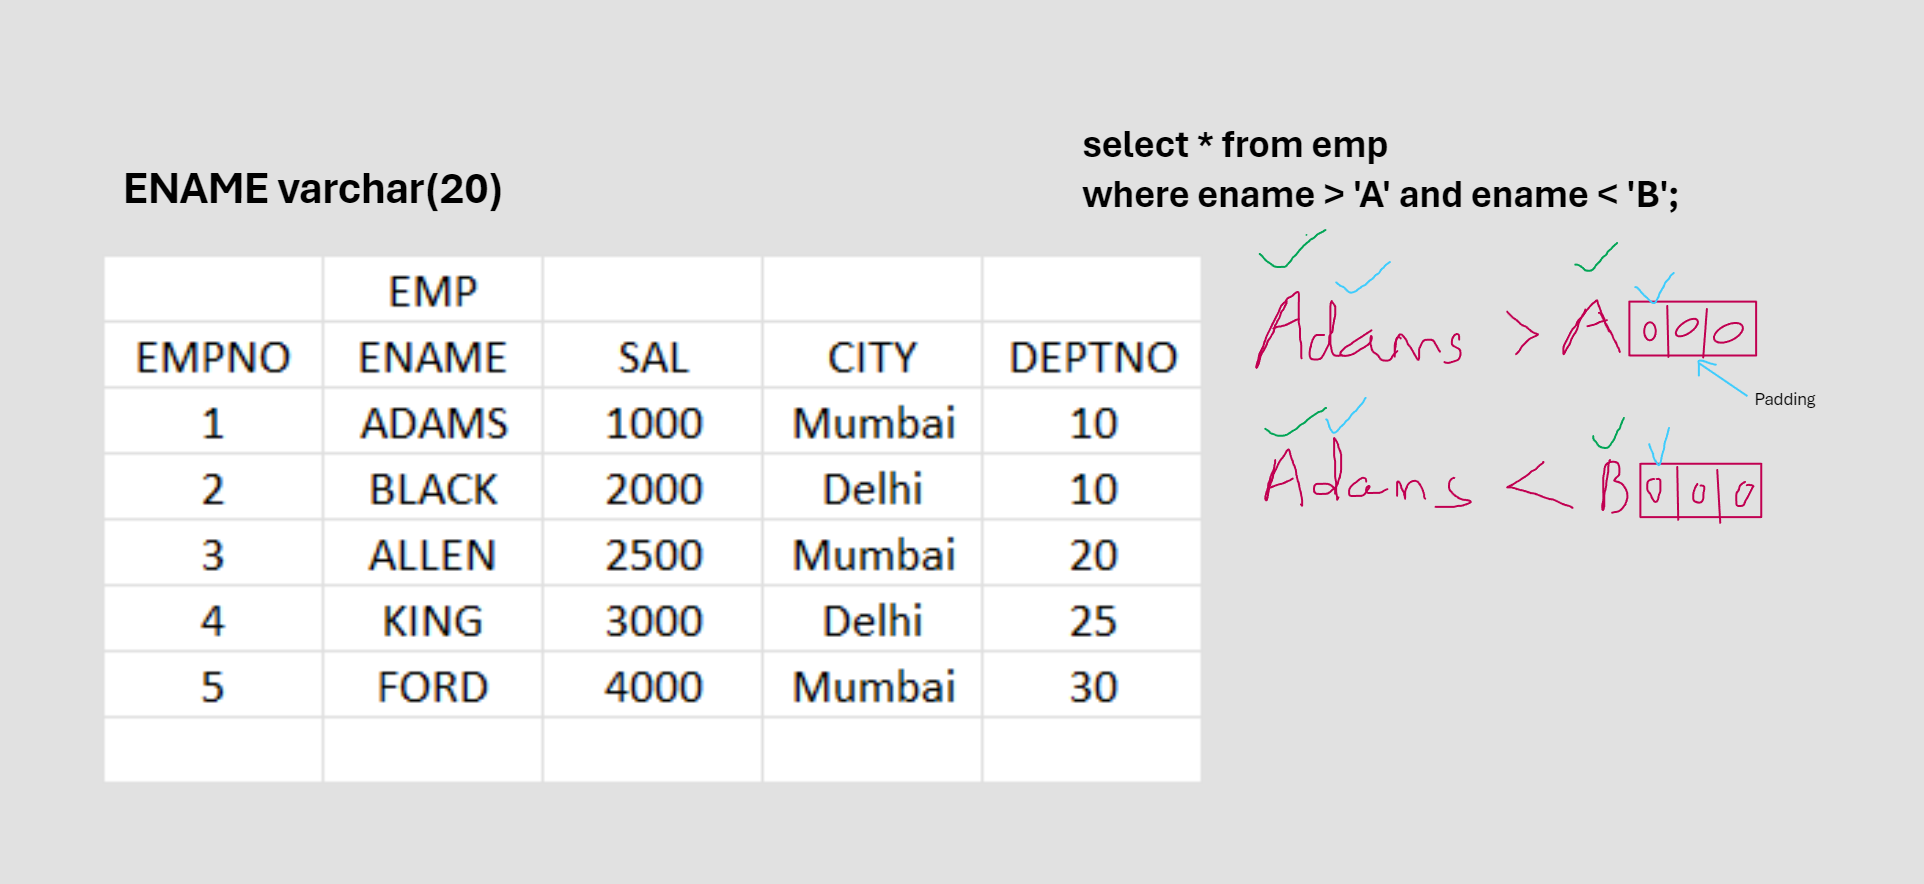 select * from emp
where ename > 'A' and ename < 'B';
ENAME varchar(20)
EMP
EMPNO ENAME SAL CITY DEPTNO
1 ADAMS 1000 Mumbai 10
2 BLACK 2000 Delhi 10
3 ALLEN 2500 Mumbai 20
4 KING 3000 Delhi 25
5 FORD 4000 Mumbai 30
Adams > A 0 0 0
Padding
Adams < B 0 0 0